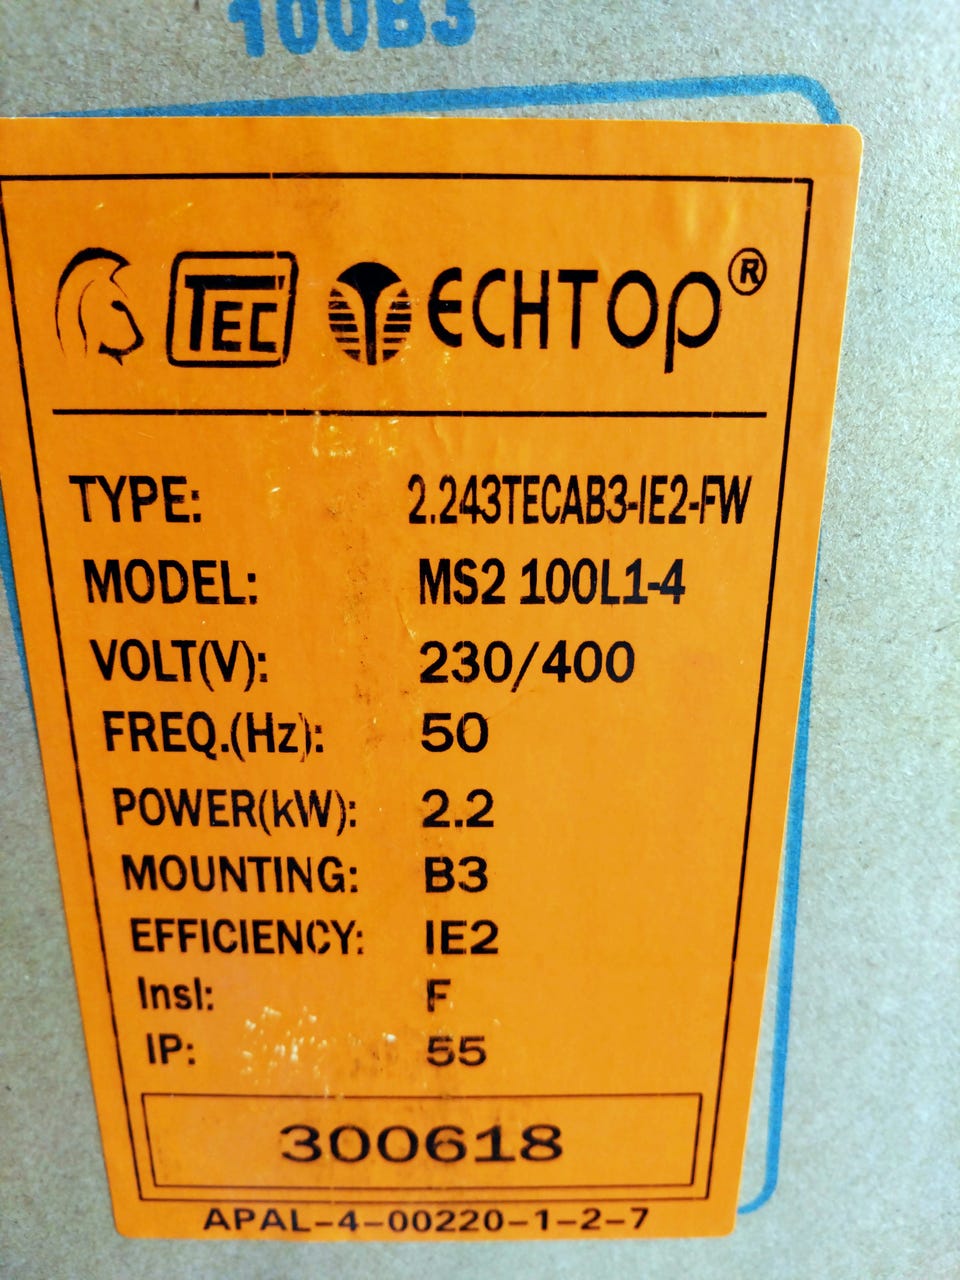 100B3
TEC TECHTOP®
TYPE: 2.243TECAB3-IE2-FW
MODEL: MS2 100L1-4
VOLT(V): 230/400
FREQ.(Hz): 50
POWER(kW): 2.2
MOUNTING: B3
EFFICIENCY: IE2
Insl: F
IP: 55
300618
APAL-4-00220-1-2-7